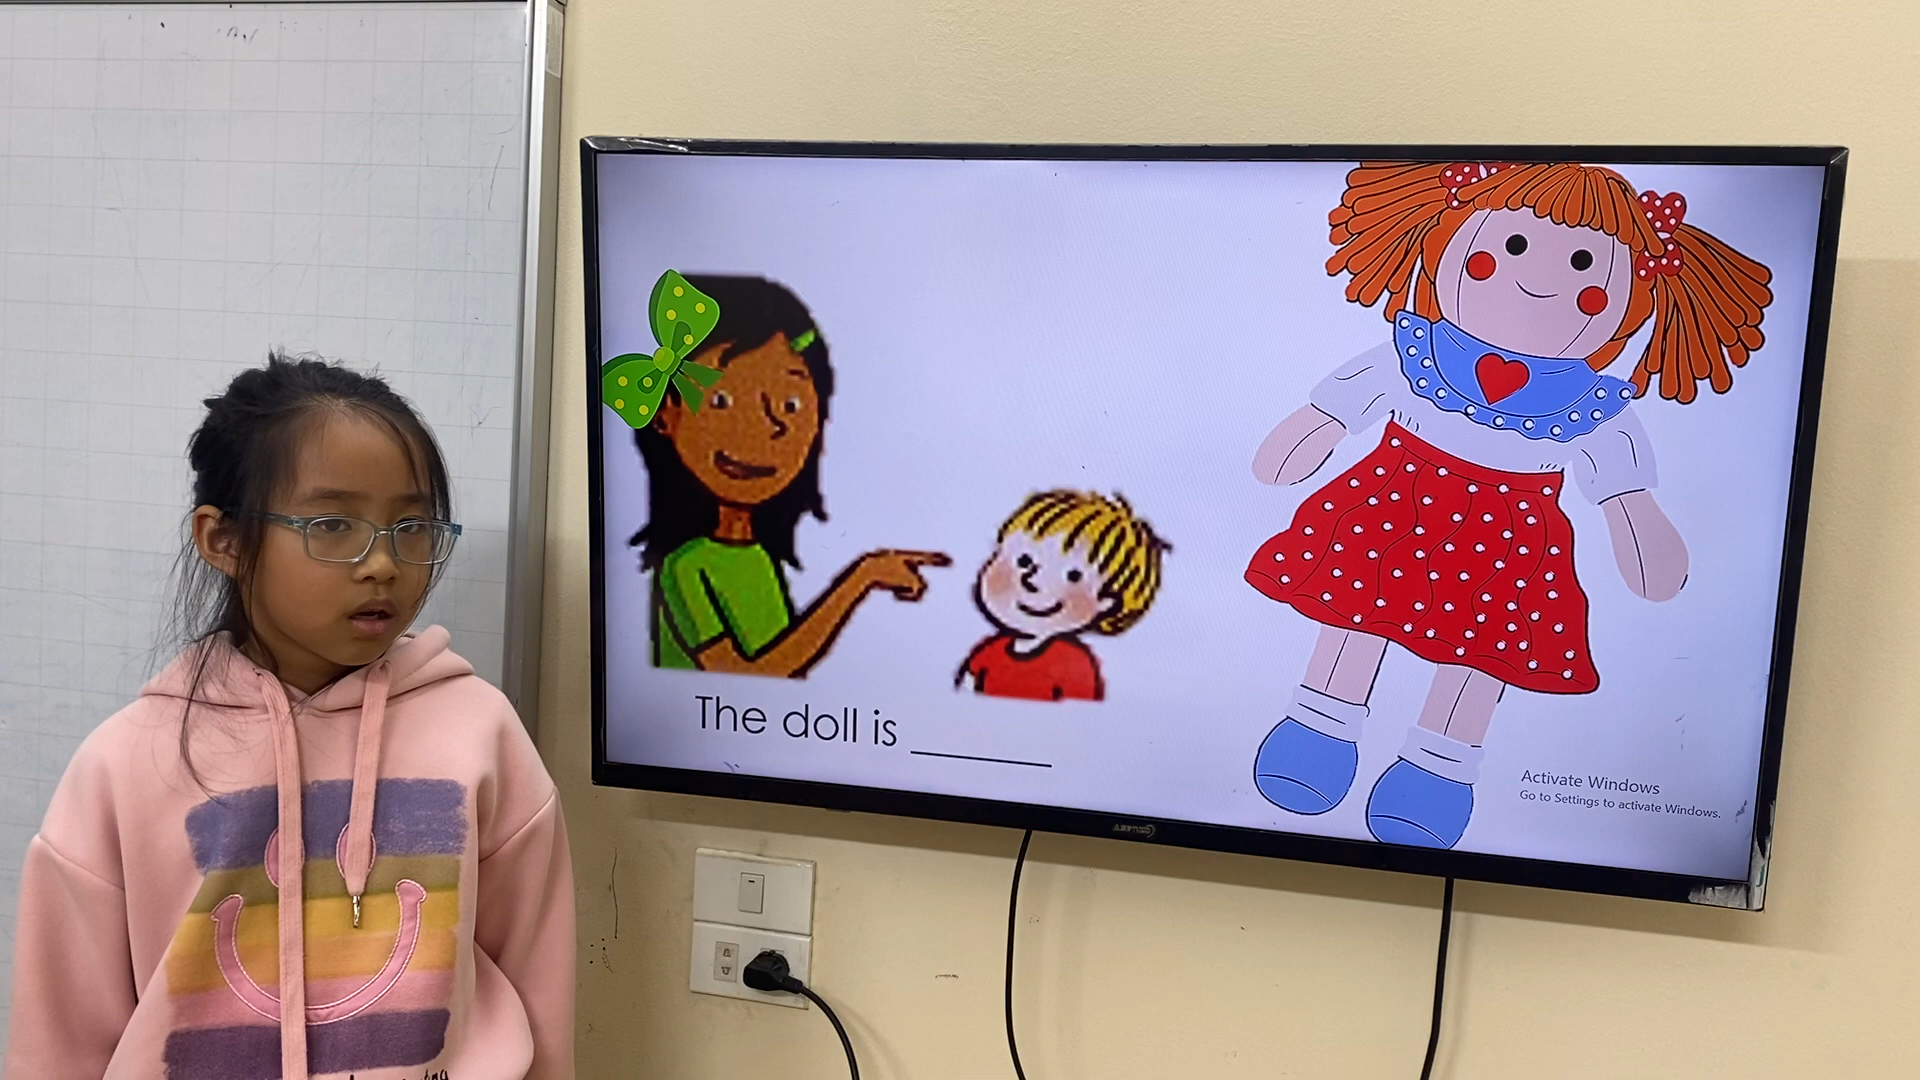 The doll is ______
Activate Windows
Go to Settings to activate Windows.